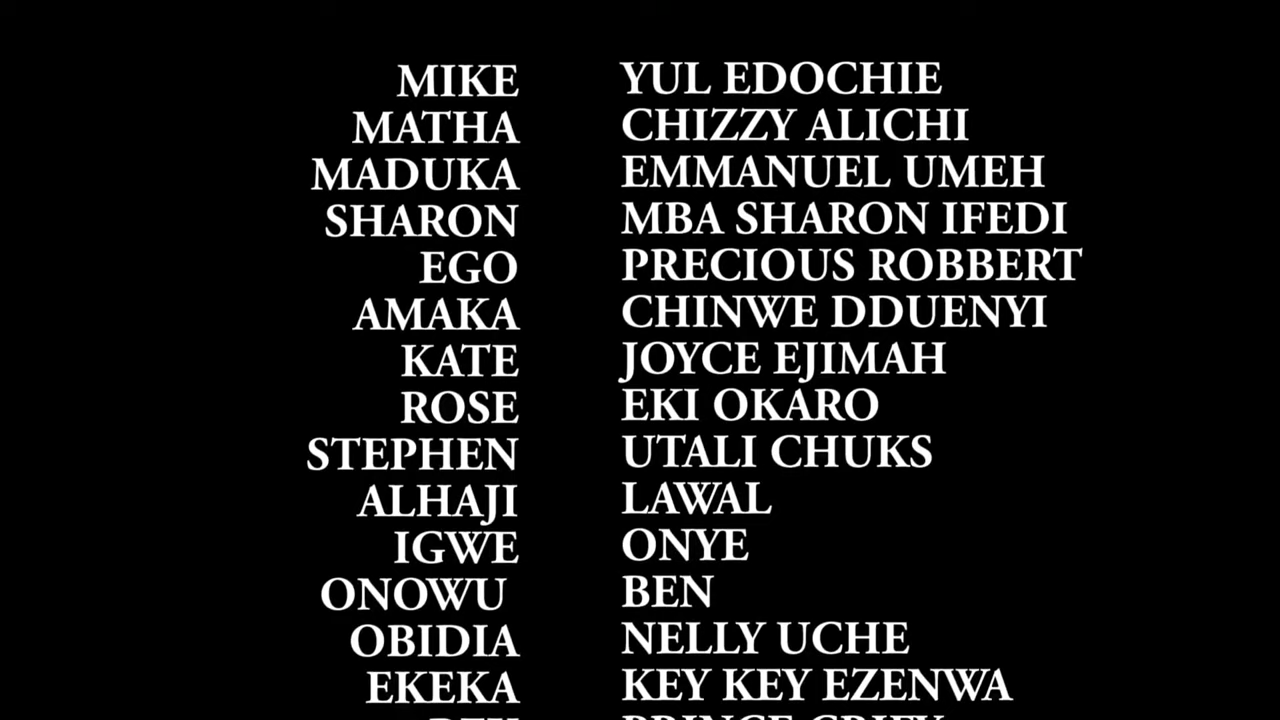 MIKE YUL EDOCHIE
MATHA CHIZZY ALICHI
MADUKA EMMANUEL UMEH
SHARON MBA SHARON IFEDI
EGO PRECIOUS ROBBERT
AMAKA CHINWE DDUENYI
KATE JOYCE EJIMAH
ROSE EKI OKARO
STEPHEN UTALI CHUKS
ALHAJI LAWAL
IGWE ONYE
ONOWU BEN
OBIDIA NELLY UCHE
EKEKA KEY KEY EZENWA
PRINCE